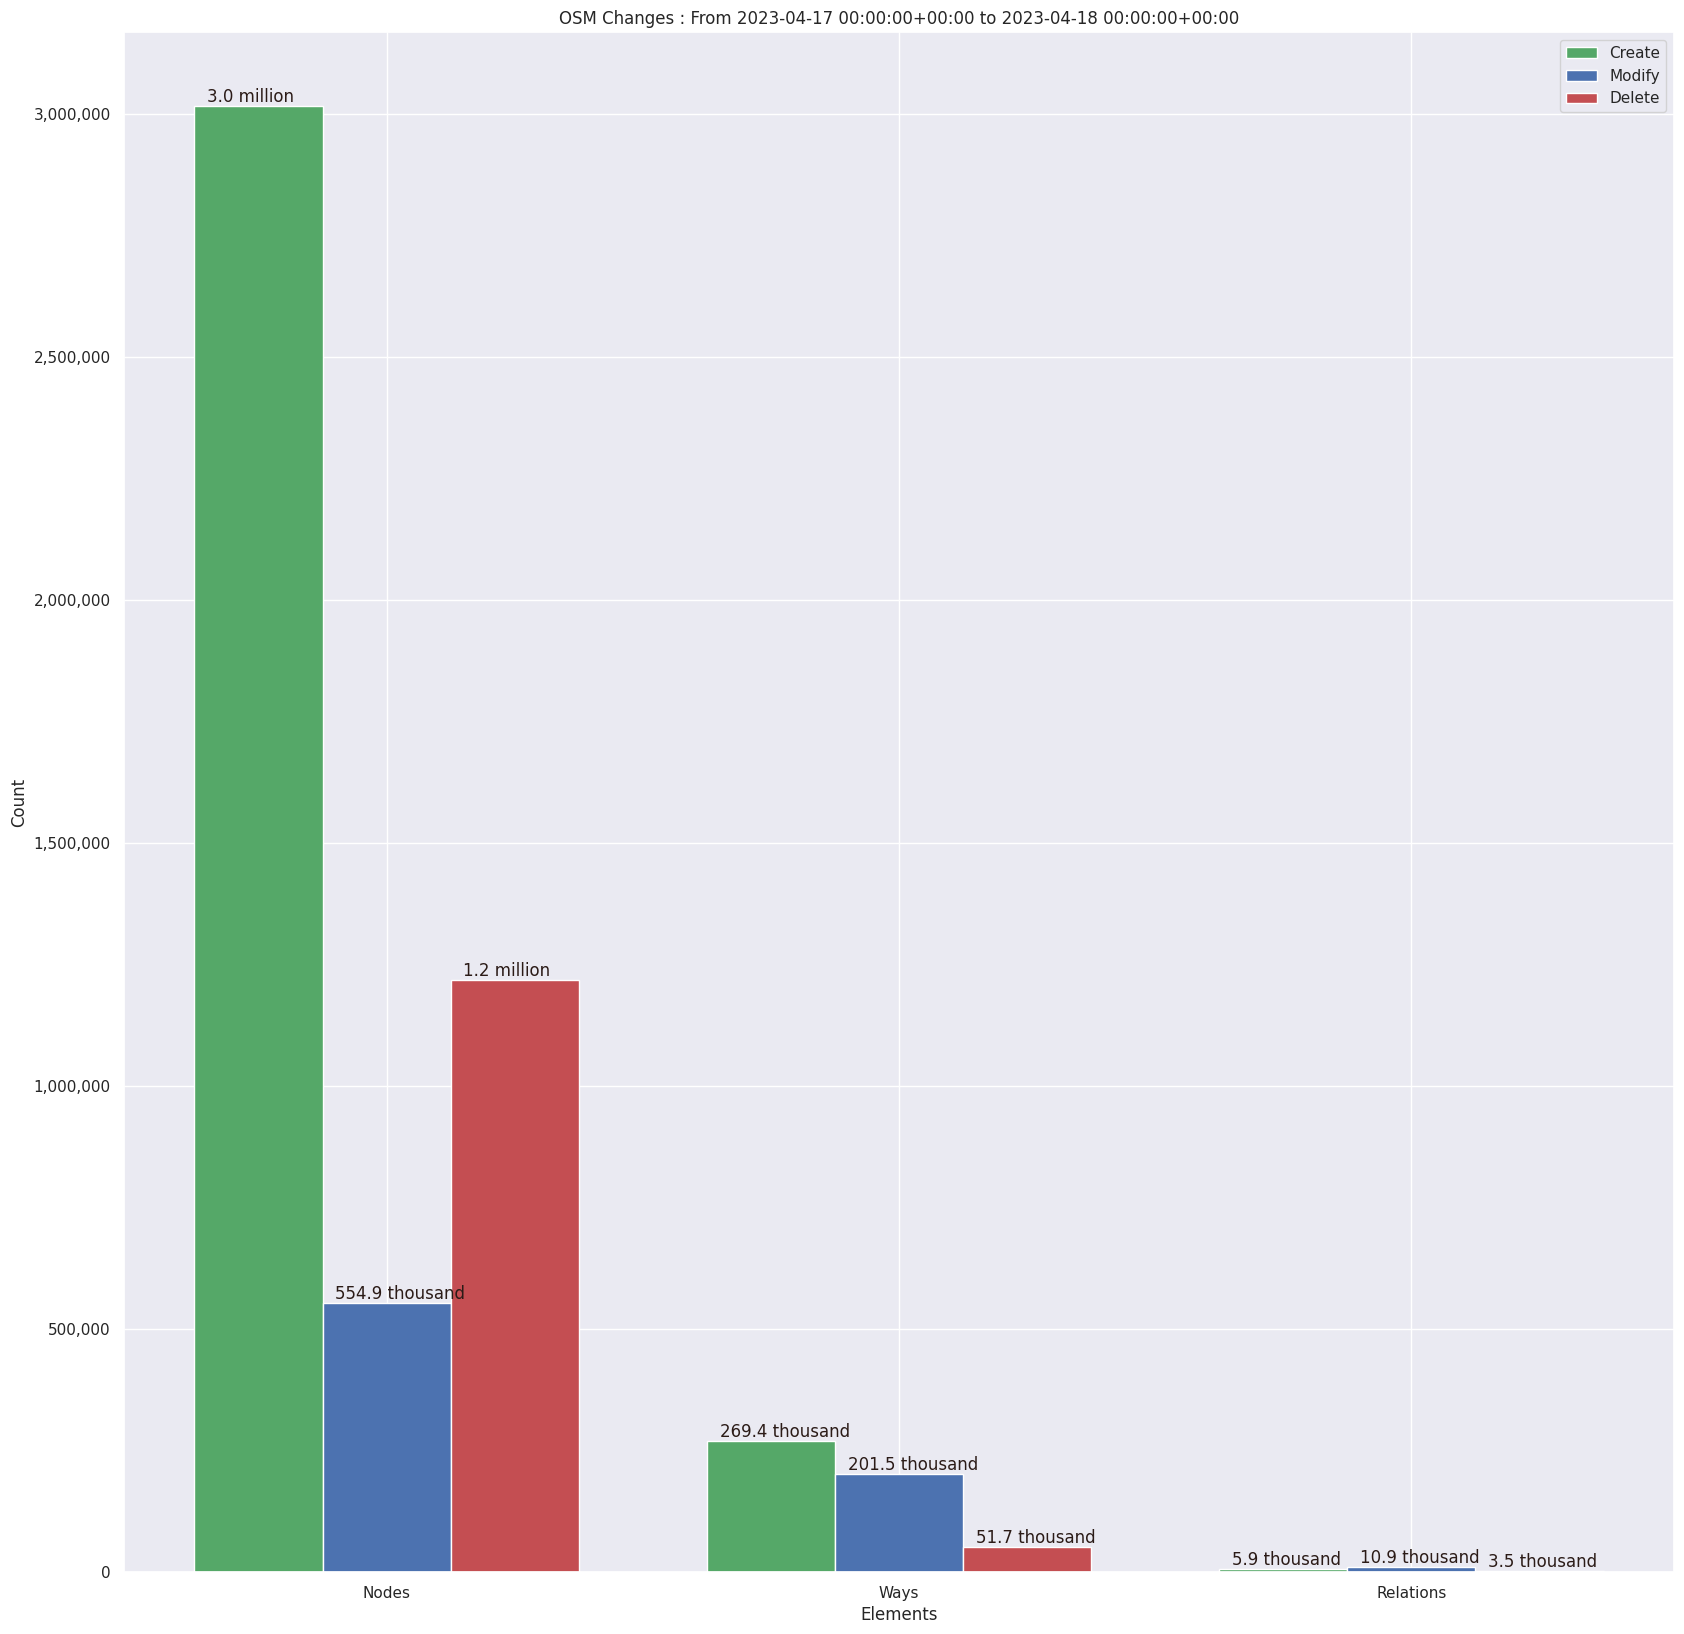 OSM Changes : From 2023-04-17 00:00:00+00:00 to 2023-04-18 00:00:00+00:00
Create
Modify
Delete
3.0 million
3,000,000
2,500,000
2,000,000
1,500,000
1.2 million
1,000,000
554.9 thousand
500,000
269.4 thousand
201.5 thousand
51.7 thousand
5.9 thousand
10.9 thousand
3.5 thousand
0
Count
Nodes
Ways
Relations
Elements